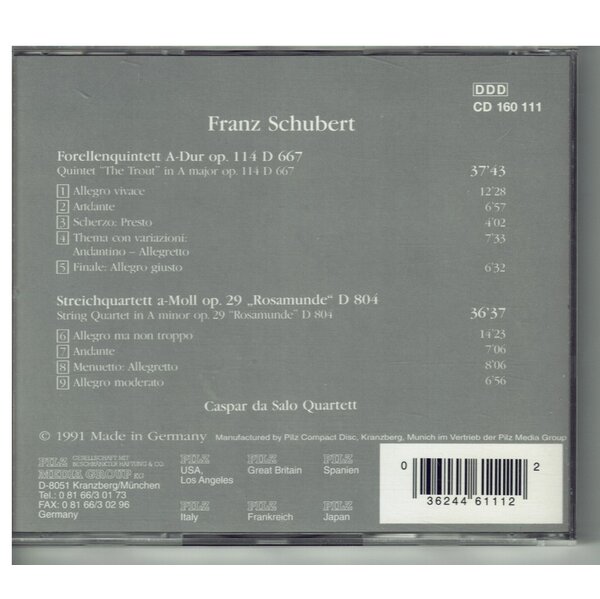 DDD
CD 160 111
Franz Schubert
Forellenquintett A-Dur op. 114 D 667
Quintet "The Trout" in A major op. 114 D 667 37'43
1 Allegro vivace 12'28
2 Andante 6'57
3 Scherzo: Presto 4'02
4 Thema con variazioni: 7'33
Andantino – Allegretto
5 Finale: Allegro giusto 6'32
Streichquartett a-Moll op. 29 „Rosamunde“ D 804
String Quartet in A minor op. 29 "Rosamunde" D 804 36'37
6 Allegro ma non troppo 14'23
7 Andante 7'06
8 Menuetto: Allegretto 8'06
9 Allegro moderato 6'56
Caspar da Salo Quartett
© 1991 Made in Germany Manufactured by Pilz Compact Disc, Kranzberg, Munich im Vertrieb der Pilz Media Group
PILZ GESELLSCHAFT MIT
BESCHRÄNKTER HAFTUNG & CO.
MEDIA GROUP KG
D-8051 Kranzberg/München
Tel.: 0 81 66/3 01 73
FAX: 0 81 66/3 02 96
Germany
PILZ PILZ PILZ
USA, Great Britain Spanien
Los Angeles
PILZ PILZ PILZ
Italy Frankreich Japan
0 36244 61112 2